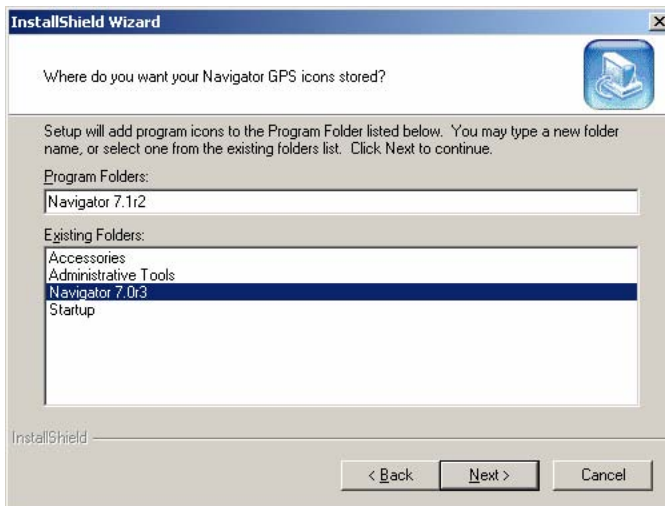 InstallShield Wizard
Where do you want your Navigator GPS icons stored?
Setup will add program icons to the Program Folder listed below.  You may type a new folder
name, or select one from the existing folders list.  Click Next to continue.
Program Folders:
Navigator 7.1r2
Existing Folders:
Accessories
Administrative Tools
Navigator 7.0r3
Startup
InstallShield
< Back
Next >
Cancel